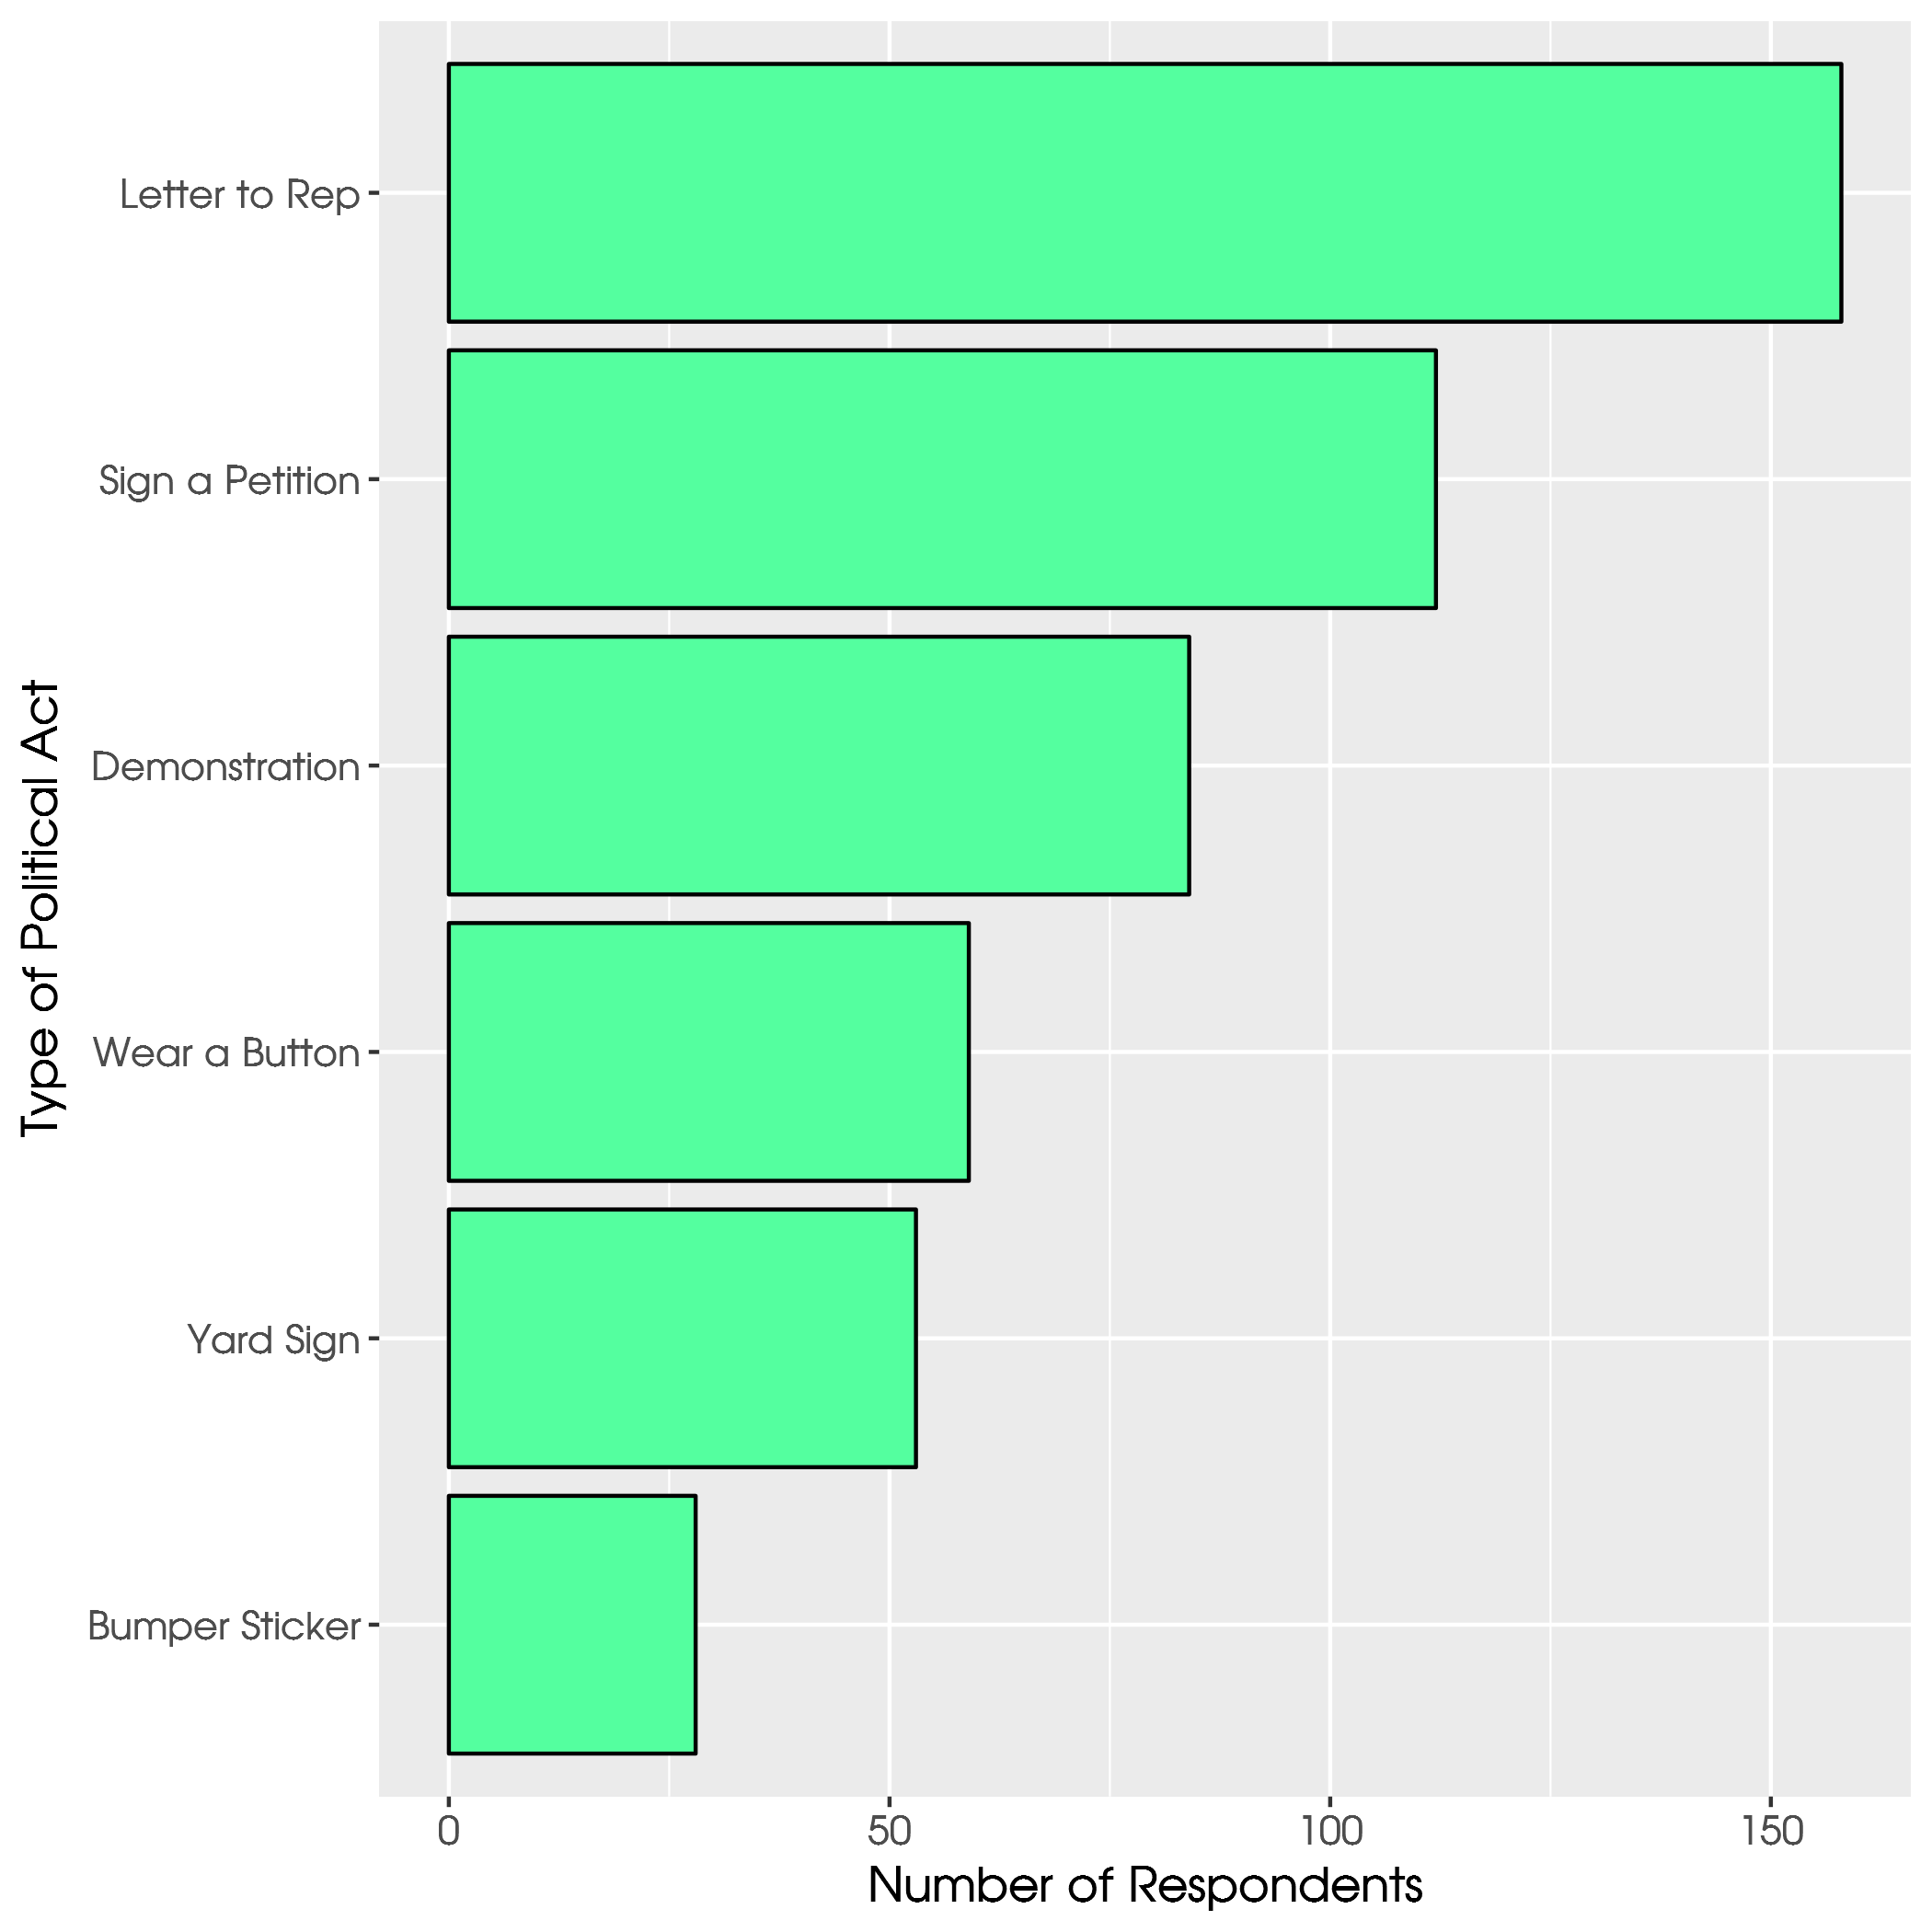 Type of Political Act
Letter to Rep
Sign a Petition
Demonstration
Wear a Button
Yard Sign
Bumper Sticker
0 50 100 150
Number of Respondents